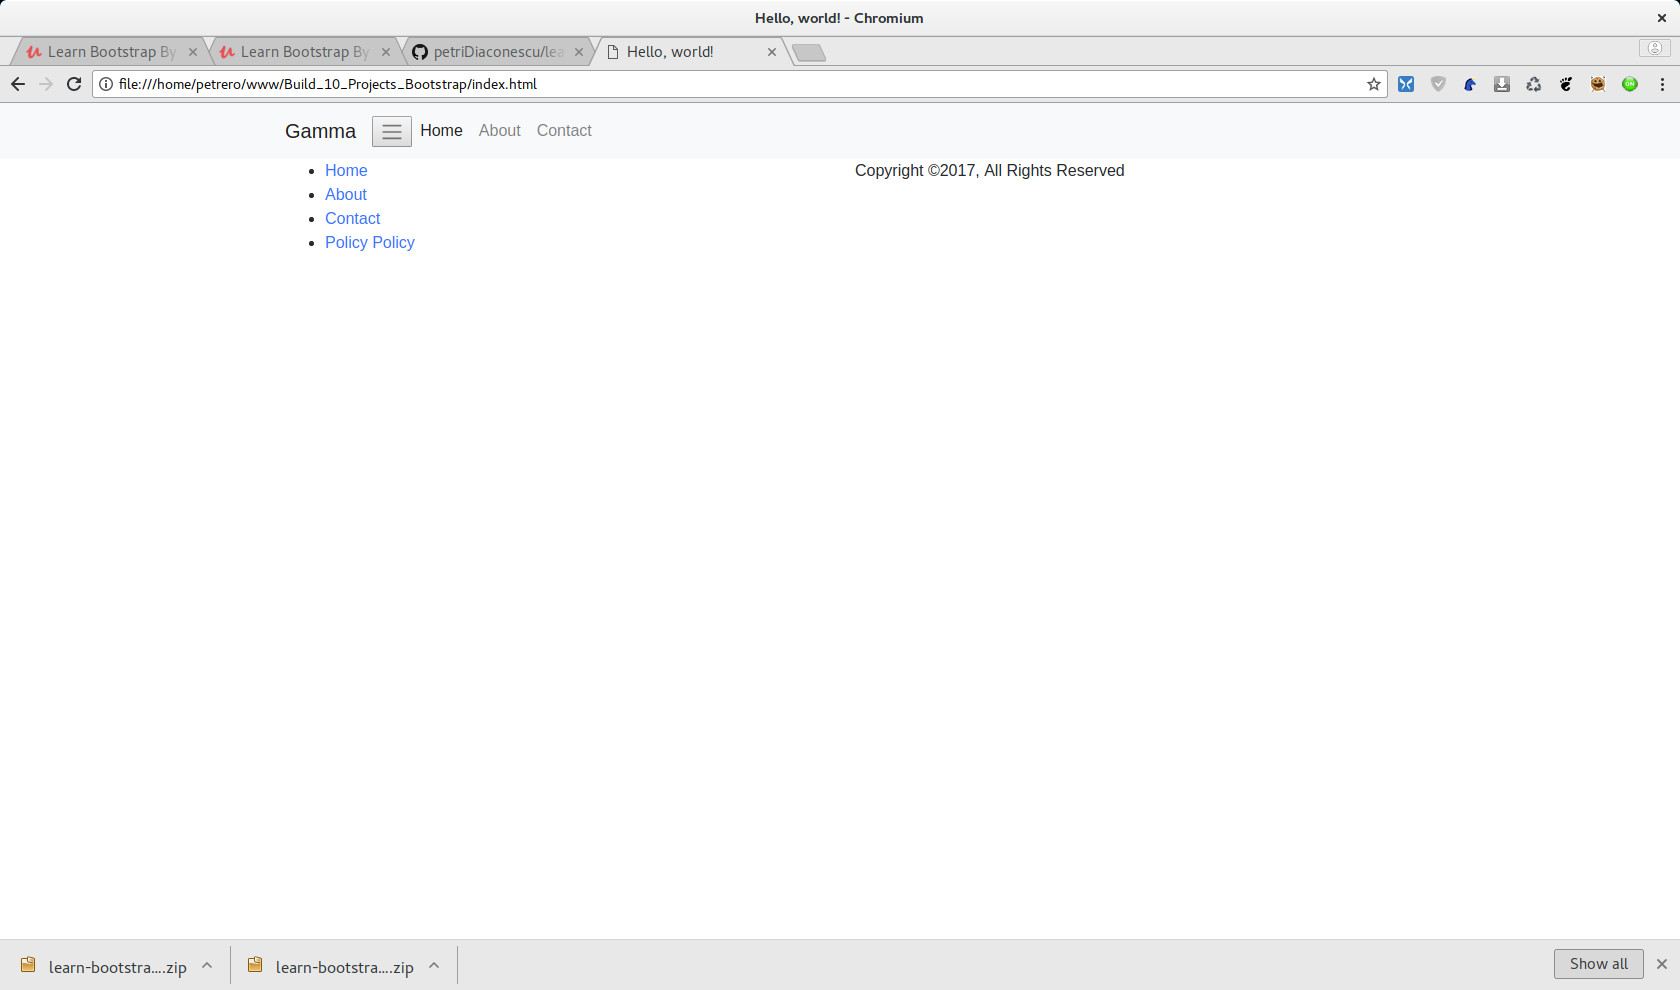 Hello, world! - Chromium
Learn Bootstrap By
Learn Bootstrap By
petriDiaconescu/lea
Hello, world!
file:///home/petrero/www/Build_10_Projects_Bootstrap/index.html
ON
Gamma
Home
About
Contact
Home
About
Contact
Policy Policy
Copyright ©2017, All Rights Reserved
learn-bootstra....zip
learn-bootstra....zip
Show all